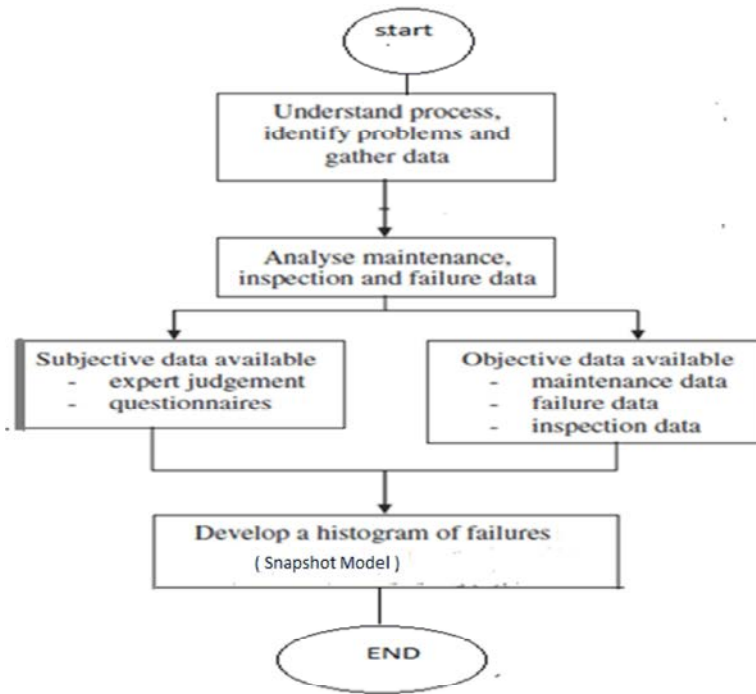 start
Understand process,
identify problems and
gather data
Analyse maintenance,
inspection and failure data
Subjective data available
- expert judgement
- questionnaires
Objective data available
- maintenance data
- failure data
- inspection data
Develop a histogram of failures
( Snapshot Model )
END